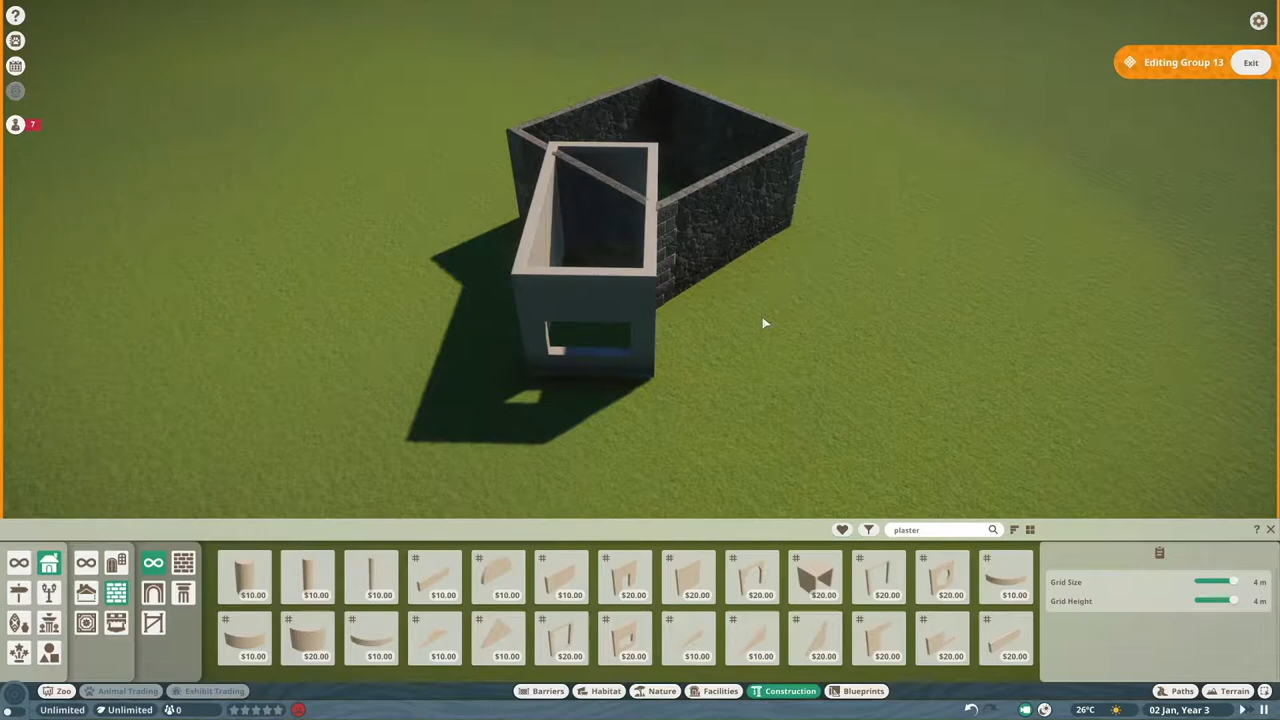 ?
Editing Group 13 Exit
7
plaster
? ×
Grid Size 4 m
Grid Height 4 m
$10.00 $10.00 $10.00 $10.00 $10.00 $10.00 $20.00 $20.00 $20.00 $20.00 $20.00 $20.00 $10.00
$10.00 $20.00 $10.00 $10.00 $10.00 $20.00 $20.00 $10.00 $10.00 $20.00 $20.00 $20.00 $10.00
Zoo Animal Trading Exhibit Trading Barriers Habitat Nature Facilities Construction Blueprints Paths Terrain
Unlimited Unlimited 0 26°C 02 Jan, Year 3